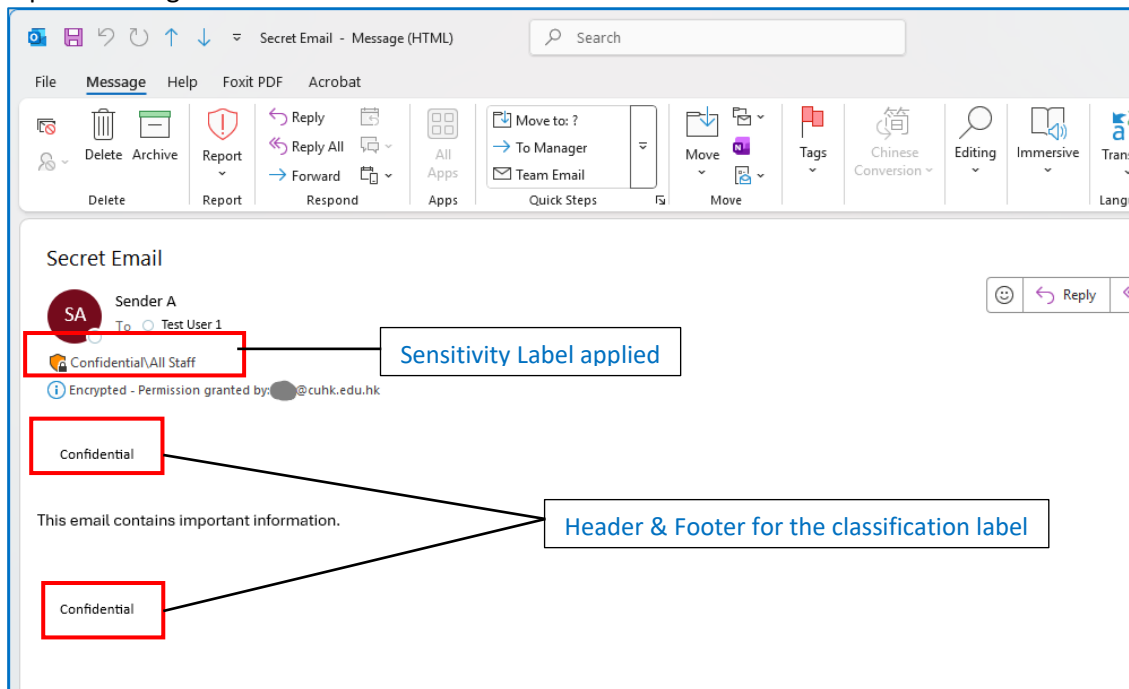 Secret Email - Message (HTML)
Search
File Message Help Foxit PDF Acrobat
Delete Archive
Delete
Report
Report
Reply
Reply All
Forward
Respond
All Apps
Apps
Move to: ?
To Manager
Team Email
Quick Steps
Move
Move
Tags
Chinese Conversion
简
Editing
Immersive
Secret Email
SA
Sender A
To Test User 1
Reply
Confidential\All Staff
Sensitivity Label applied
Encrypted - Permission granted by: @cuhk.edu.hk
Confidential
This email contains important information.
Header & Footer for the classification label
Confidential